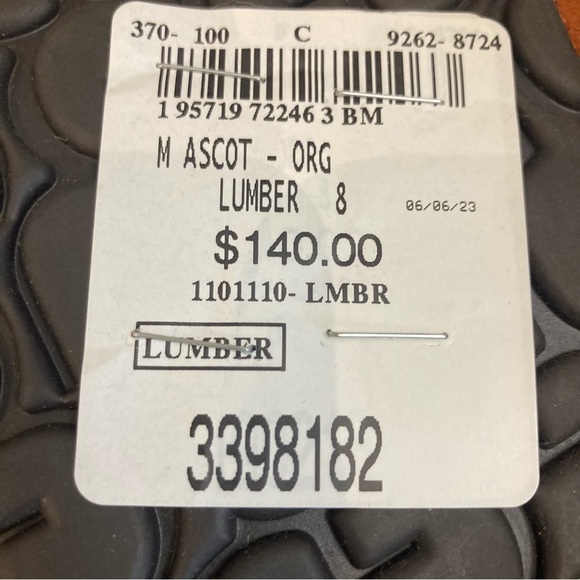 370- 100 C 9262- 8724
1 95719 72246 3 BM
M ASCOT - ORG
LUMBER 8 06/06/23
$140.00
1101110- LMBR
LUMBER
3398182